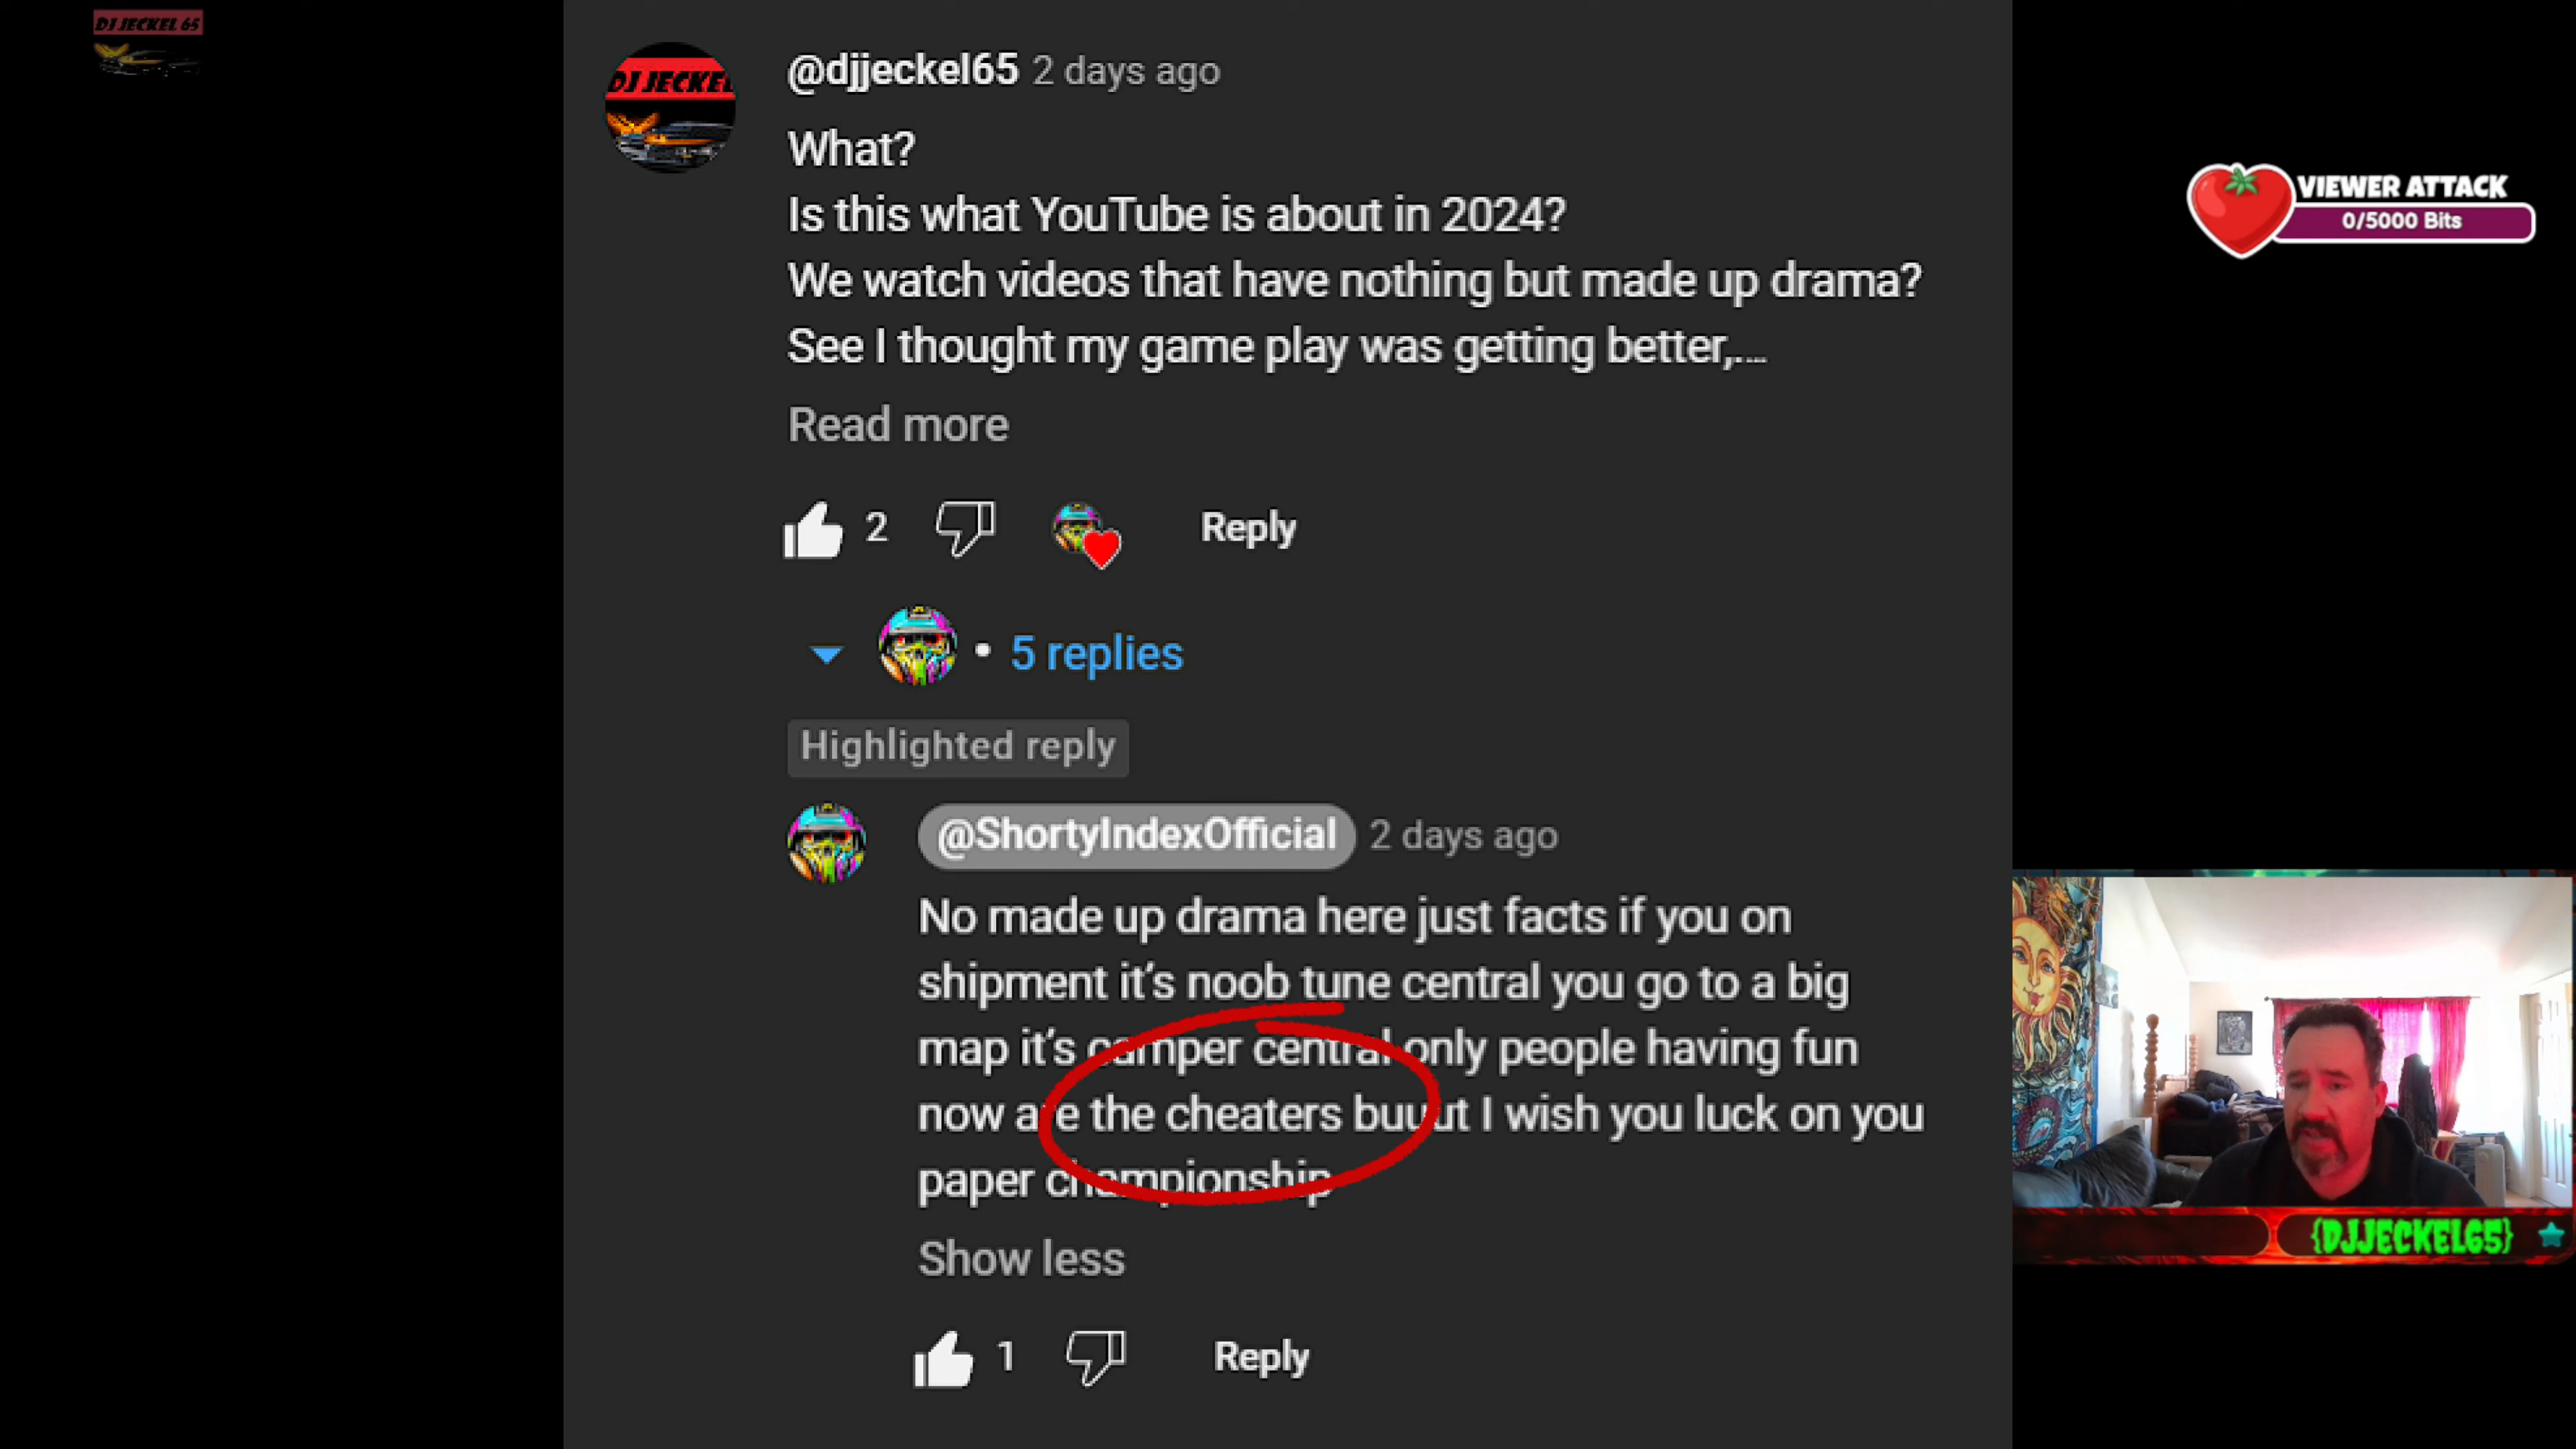 DJ JECKEL 65
@djjeckel65 2 days ago
DJ JECKEL
What?
Is this what YouTube is about in 2024?
We watch videos that have nothing but made up drama?
See I thought my game play was getting better,....
Read more
2
Reply
• 5 replies
Highlighted reply
@ShortyIndexOfficial 2 days ago
No made up drama here just facts if you on
shipment it’s noob tune central you go to a big
map it’s camper central only people having fun
now are the cheaters buuut I wish you luck on you
paper championship
Show less
1
Reply
VIEWER ATTACK
0/5000 Bits
{DJJECKEL65}